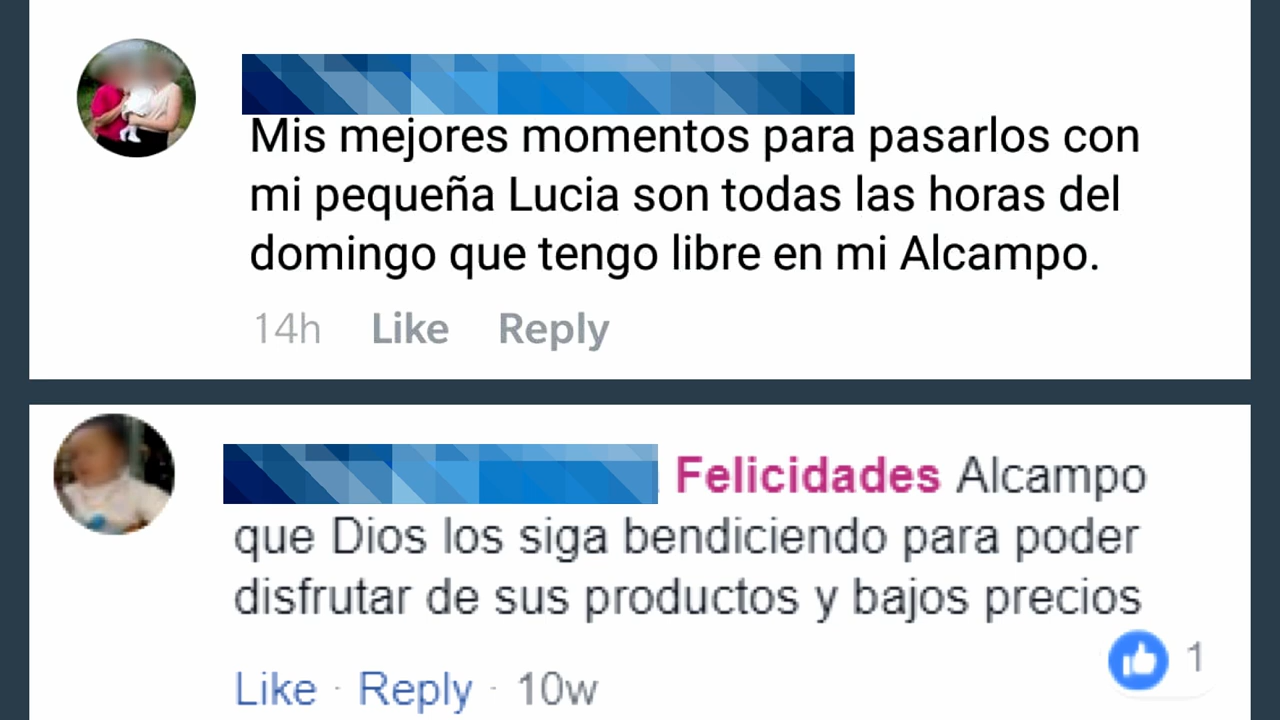 Mis mejores momentos para pasarlos con
mi pequeña Lucia son todas las horas del
domingo que tengo libre en mi Alcampo.
14h Like Reply
Felicidades Alcampo
que Dios los siga bendiciendo para poder
disfrutar de sus productos y bajos precios
1
Like · Reply · 10w